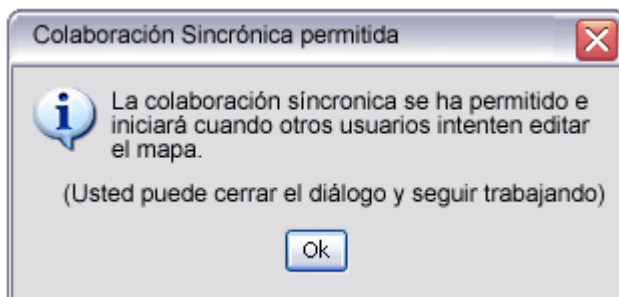 Colaboración Sincrónica permitida
La colaboración síncronica se ha permitido e
iniciará cuando otros usuarios intenten editar
el mapa.
(Usted puede cerrar el diálogo y seguir trabajando)
Ok